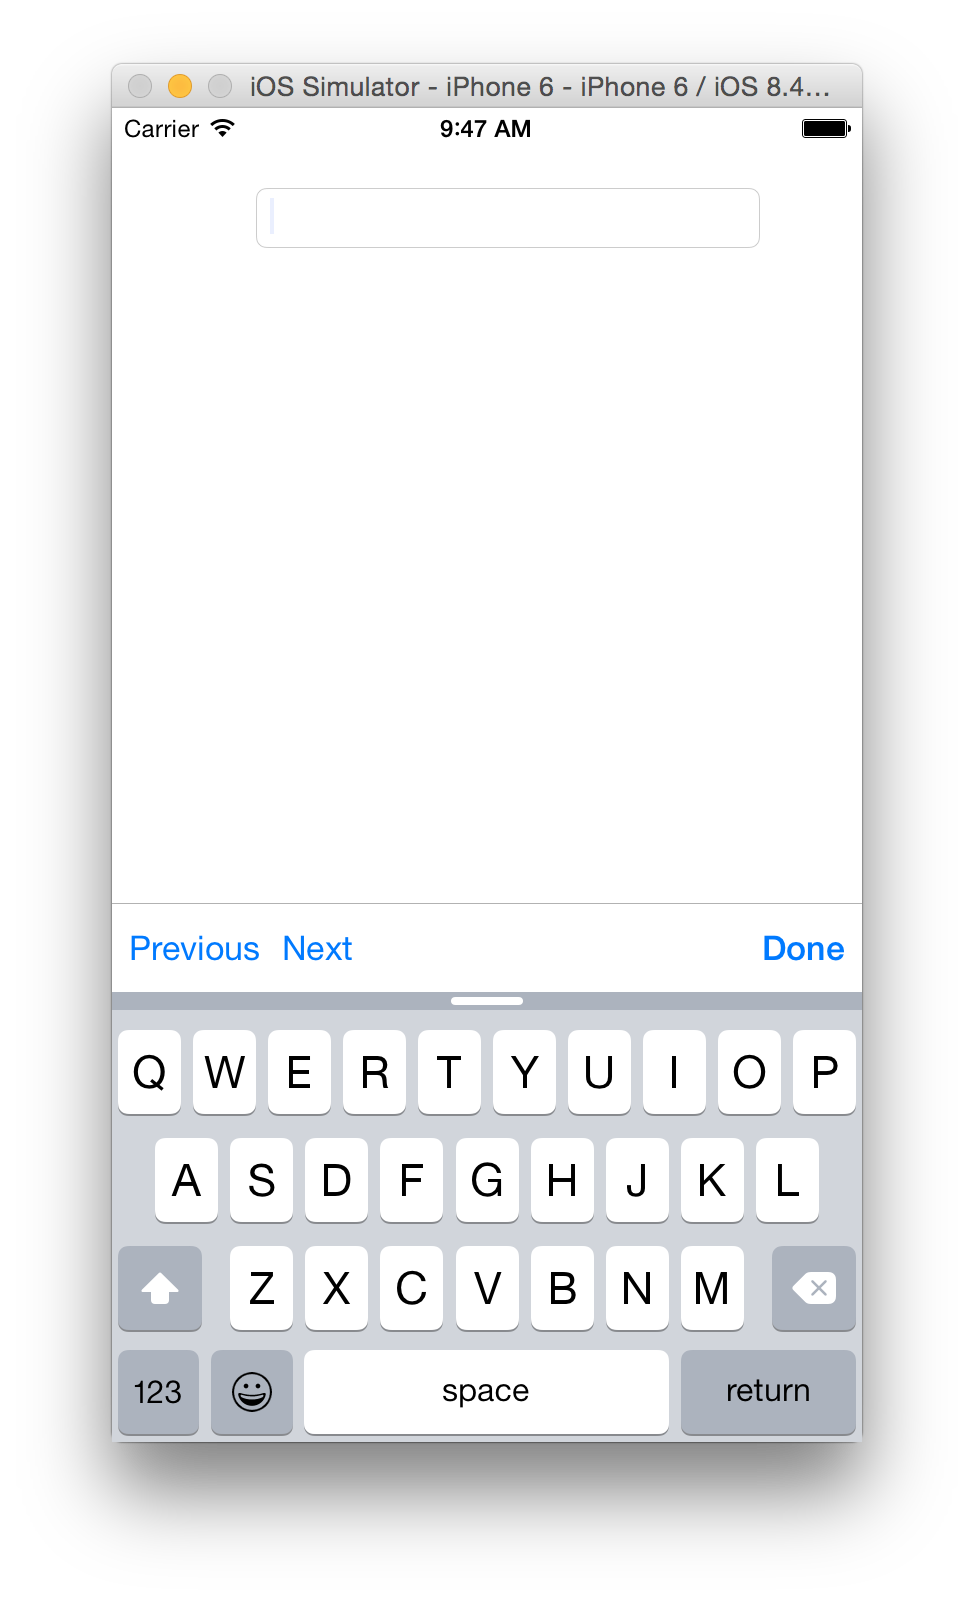 iOS Simulator - iPhone 6 - iPhone 6 / iOS 8.4...
Carrier 9:47 AM
Previous Next Done
Q W E R T Y U I O P
A S D F G H J K L
Z X C V B N M
123 space return